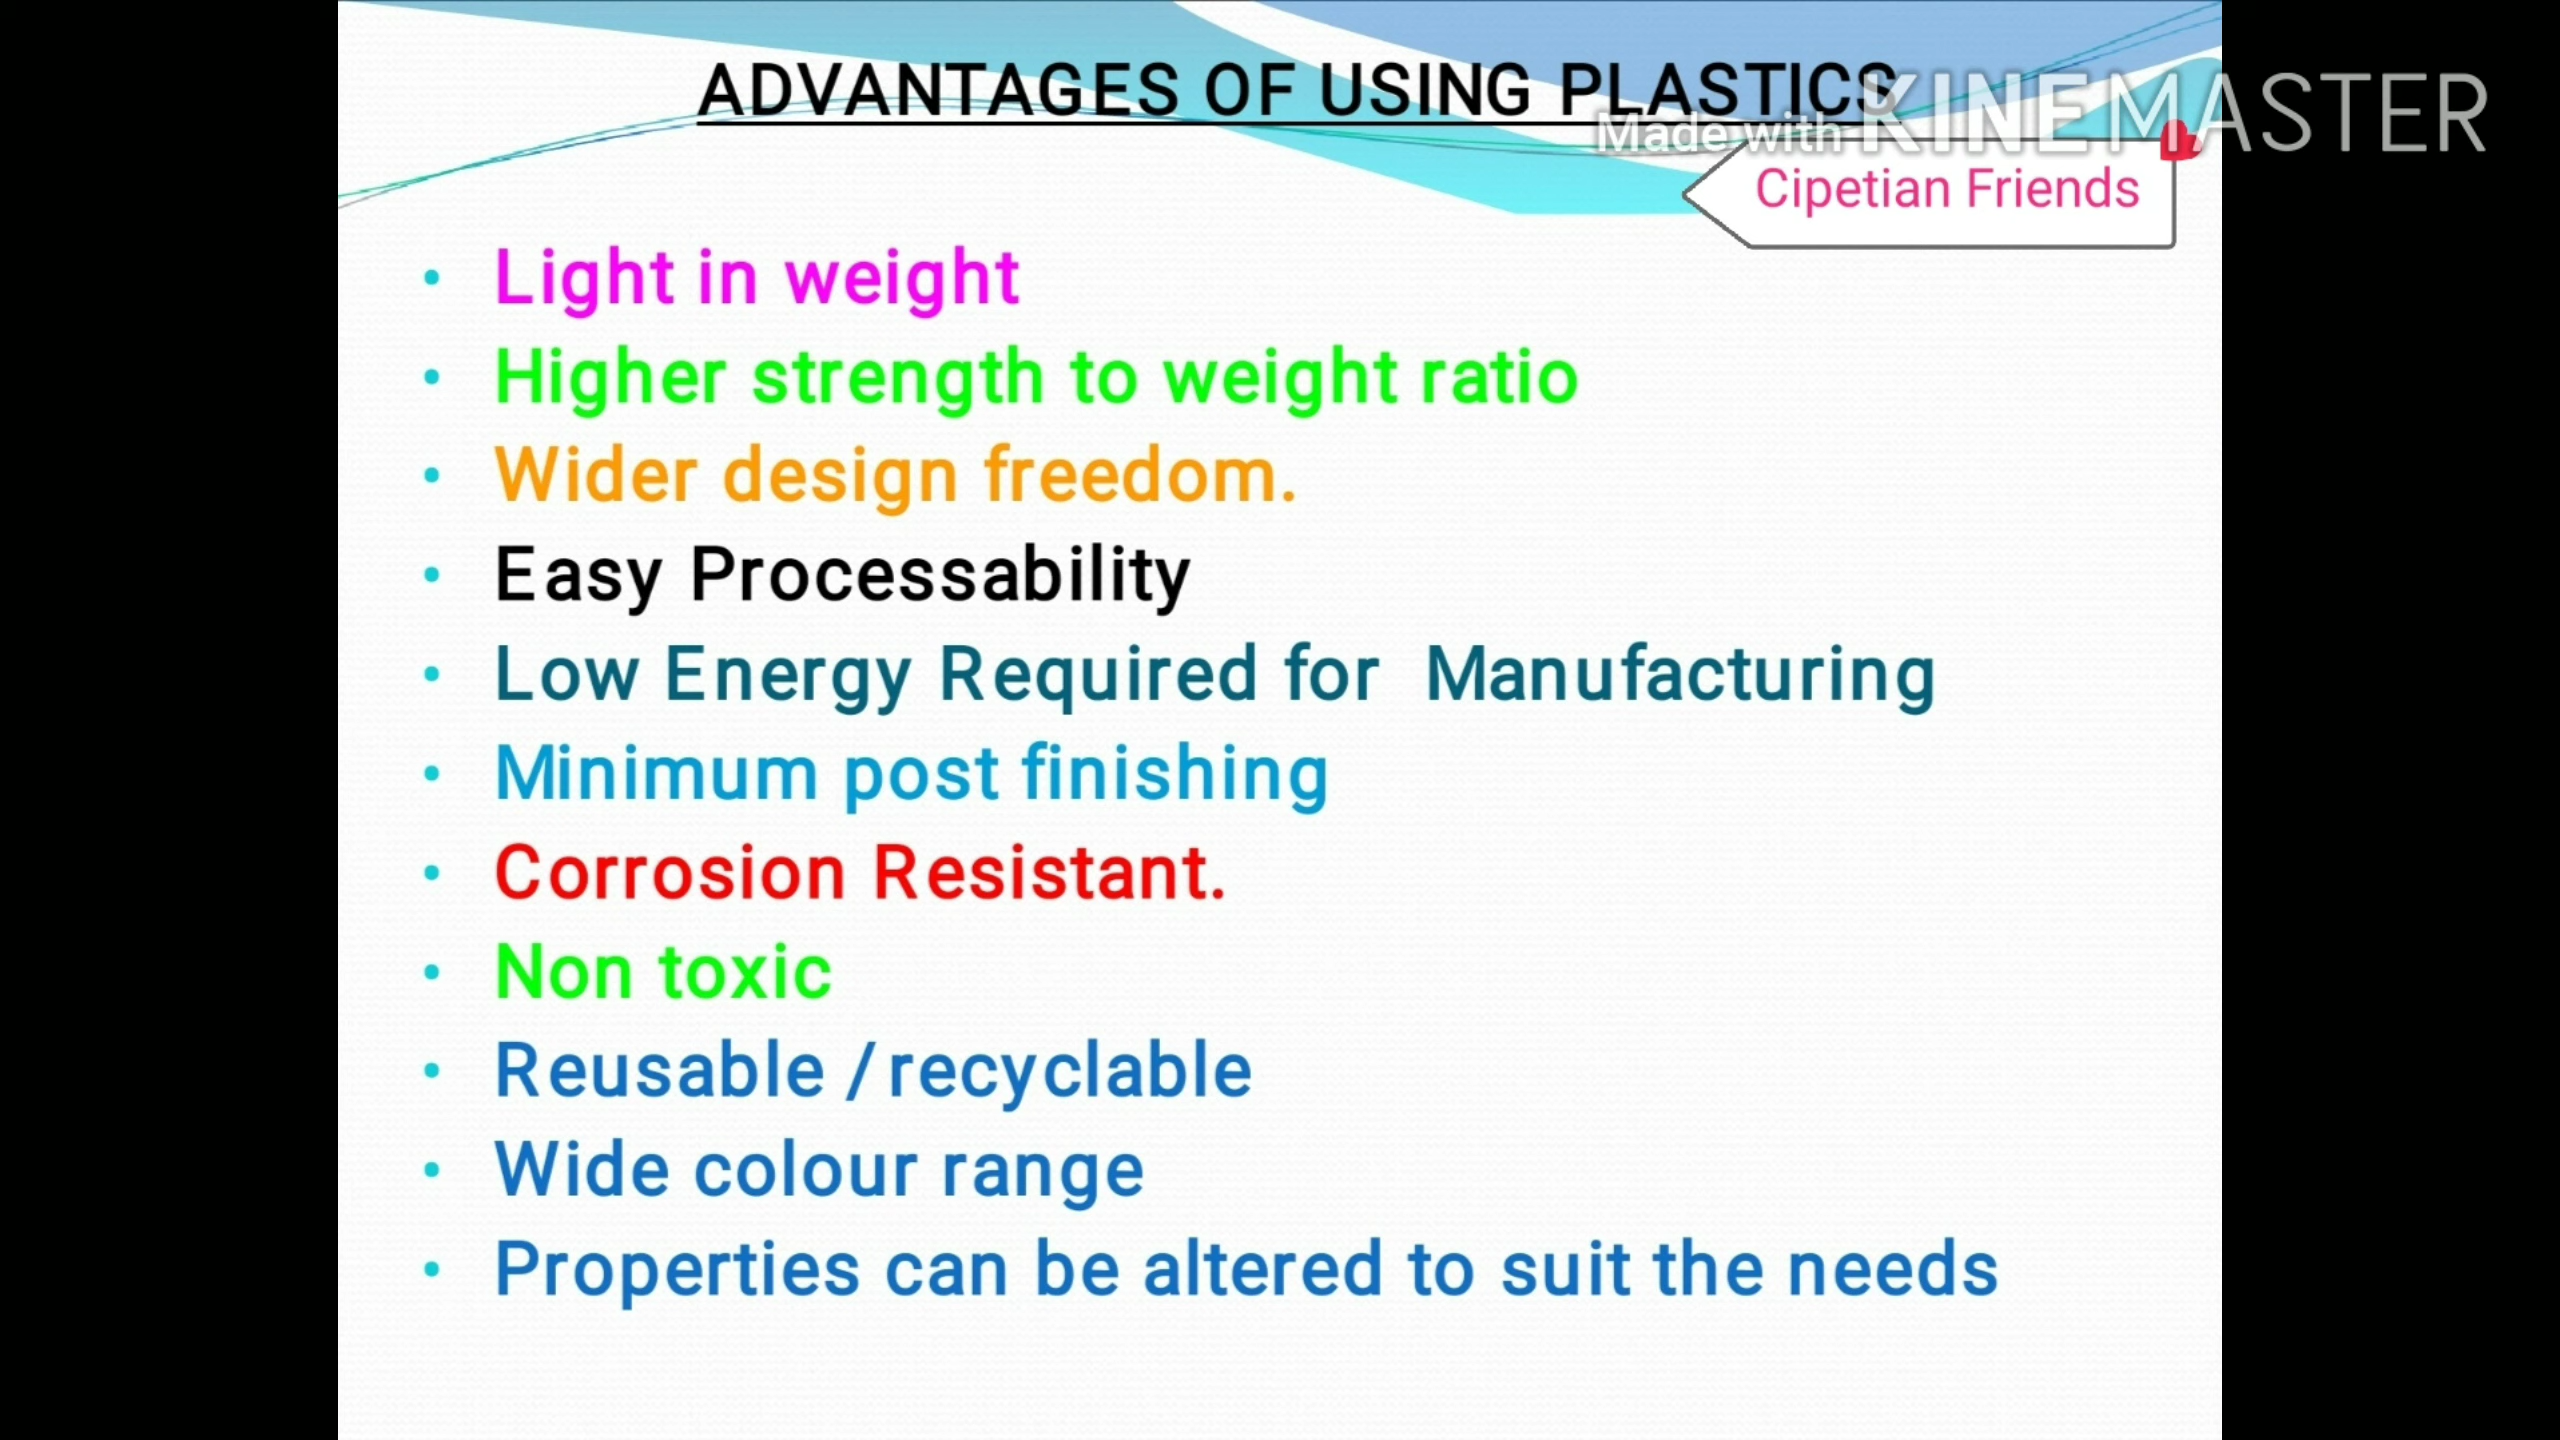 ADVANTAGES OF USING PLASTICS
Made with KINEMASTER
Cipetian Friends
• Light in weight
• Higher strength to weight ratio
• Wider design freedom.
• Easy Processability
• Low Energy Required for  Manufacturing
• Minimum post finishing
• Corrosion Resistant.
• Non toxic
• Reusable /recyclable
• Wide colour range
• Properties can be altered to suit the needs